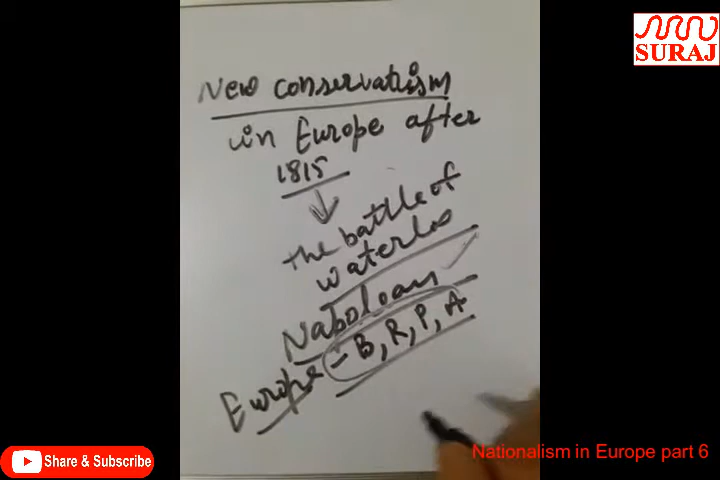 SURAJ
New conservatism
in Europe after
1815
the battle of
waterloo
Naboloan
Europe - B, R, P, A
Nationalism in Europe part 6
Share & Subscribe